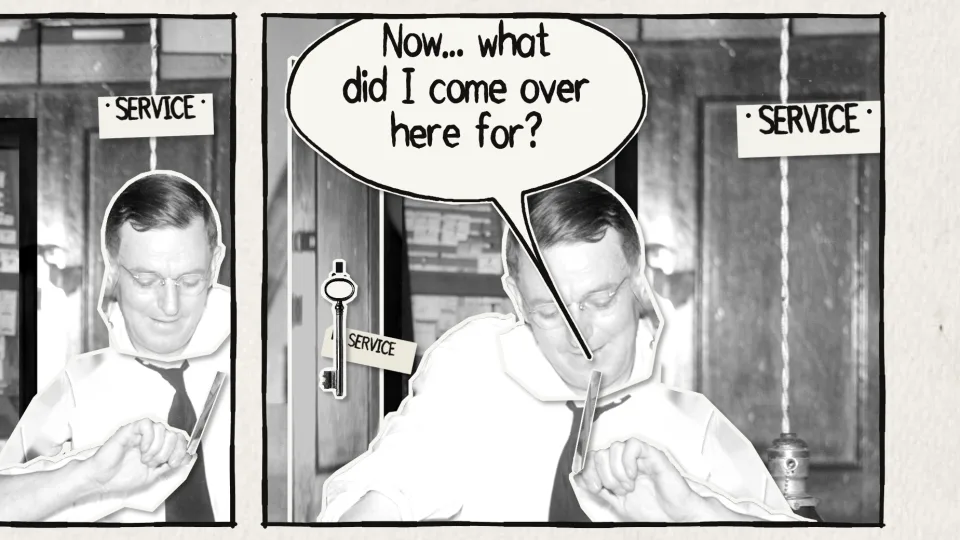 · SERVICE ·
Now... what
did I come over
here for?
· SERVICE ·
SERVICE